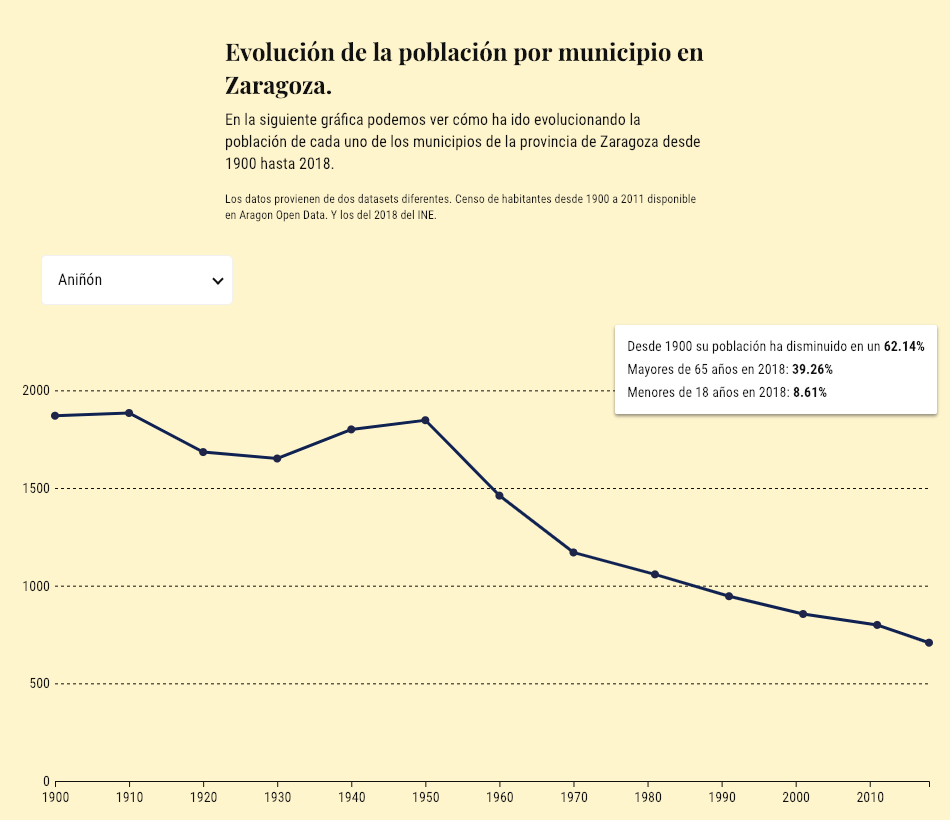 Evolución de la población por municipio en
Zaragoza.
En la siguiente gráfica podemos ver cómo ha ido evolucionando la
población de cada uno de los municipios de la provincia de Zaragoza desde
1900 hasta 2018.
Los datos provienen de dos datasets diferentes. Censo de habitantes desde 1900 a 2011 disponible
en Aragon Open Data. Y los del 2018 del INE.
Aniñón
Desde 1900 su población ha disminuido en un 62.14%
Mayores de 65 años en 2018: 39.26%
Menores de 18 años en 2018: 8.61%
2000
1500
1000
500
0
1900 1910 1920 1930 1940 1950 1960 1970 1980 1990 2000 2010